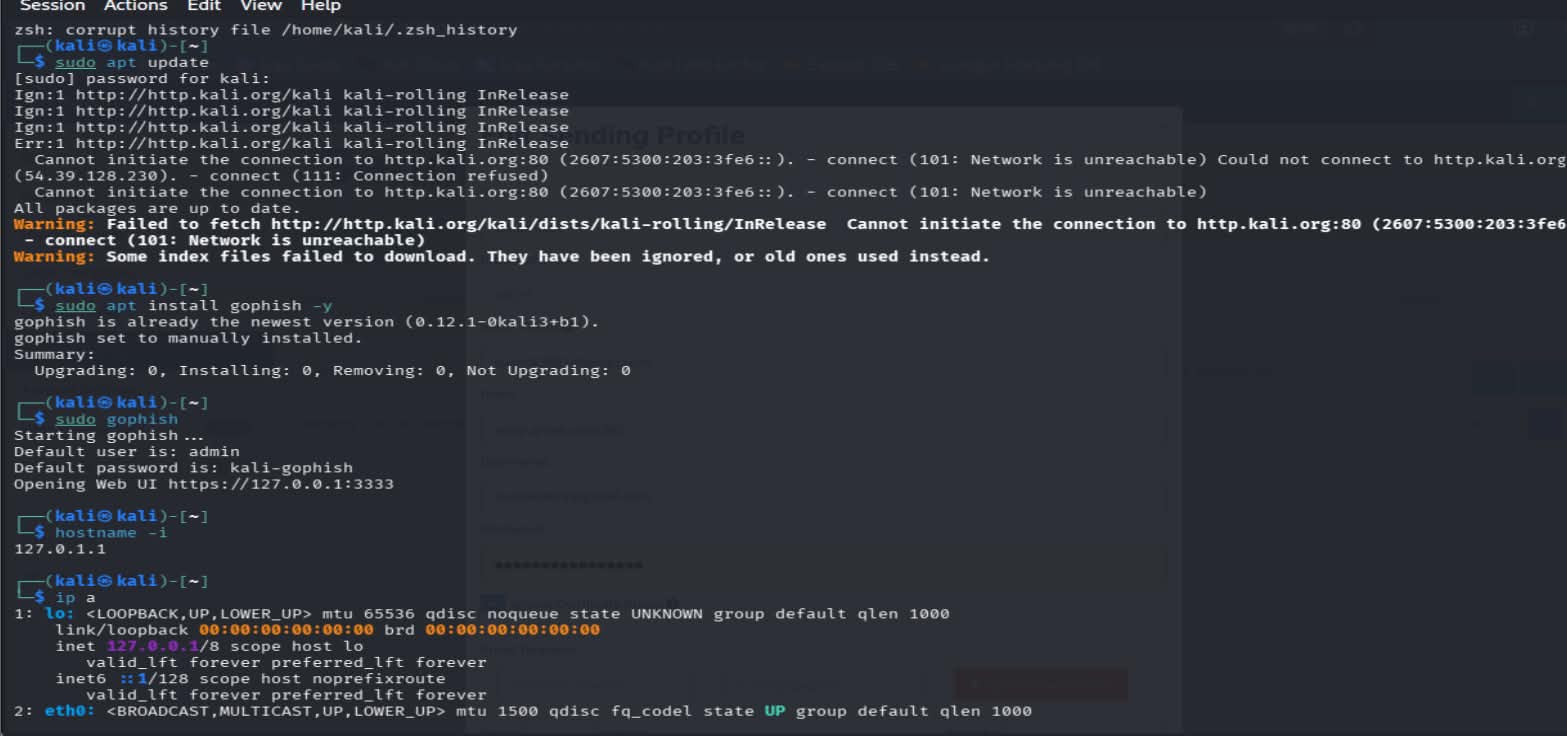 Session Actions Edit View Help
zsh: corrupt history file /home/kali/.zsh_history
┌──(kali㉿kali)-[~]
└─$ sudo apt update
[sudo] password for kali:
Ign:1 http://http.kali.org/kali kali-rolling InRelease
Ign:1 http://http.kali.org/kali kali-rolling InRelease
Ign:1 http://http.kali.org/kali kali-rolling InRelease
Err:1 http://http.kali.org/kali kali-rolling InRelease
Sending Profile
Cannot initiate the connection to http.kali.org:80 (2607:5300:203:3fe6::). - connect (101: Network is unreachable) Could not connect to http.kali.org
(54.39.128.230). - connect (111: Connection refused)
Cannot initiate the connection to http.kali.org:80 (2607:5300:203:3fe6::). - connect (101: Network is unreachable)
All packages are up to date.
Warning: Failed to fetch http://http.kali.org/kali/dists/kali-rolling/InRelease Cannot initiate the connection to http.kali.org:80 (2607:5300:203:3fe6
- connect (101: Network is unreachable)
Warning: Some index files failed to download. They have been ignored, or old ones used instead.
┌──(kali㉿kali)-[~]
└─$ sudo apt install gophish -y
gophish is already the newest version (0.12.1-0kali3+b1).
gophish set to manually installed.
Summary:
Upgrading: 0, Installing: 0, Removing: 0, Not Upgrading: 0
┌──(kali㉿kali)-[~]
└─$ sudo gophish
Starting gophish...
Default user is: admin
Default password is: kali-gophish
Opening Web UI https://127.0.0.1:3333
┌──(kali㉿kali)-[~]
└─$ hostname -i
127.0.1.1
┌──(kali㉿kali)-[~]
└─$ ip a
1: lo: <LOOPBACK,UP,LOWER_UP> mtu 65536 qdisc noqueue state UNKNOWN group default qlen 1000
link/loopback 00:00:00:00:00:00 brd 00:00:00:00:00:00
inet 127.0.0.1/8 scope host lo
valid_lft forever preferred_lft forever
inet6 ::1/128 scope host noprefixroute
valid_lft forever preferred_lft forever
2: eth0: <BROADCAST,MULTICAST,UP,LOWER_UP> mtu 1500 qdisc fq_codel state UP group default qlen 1000